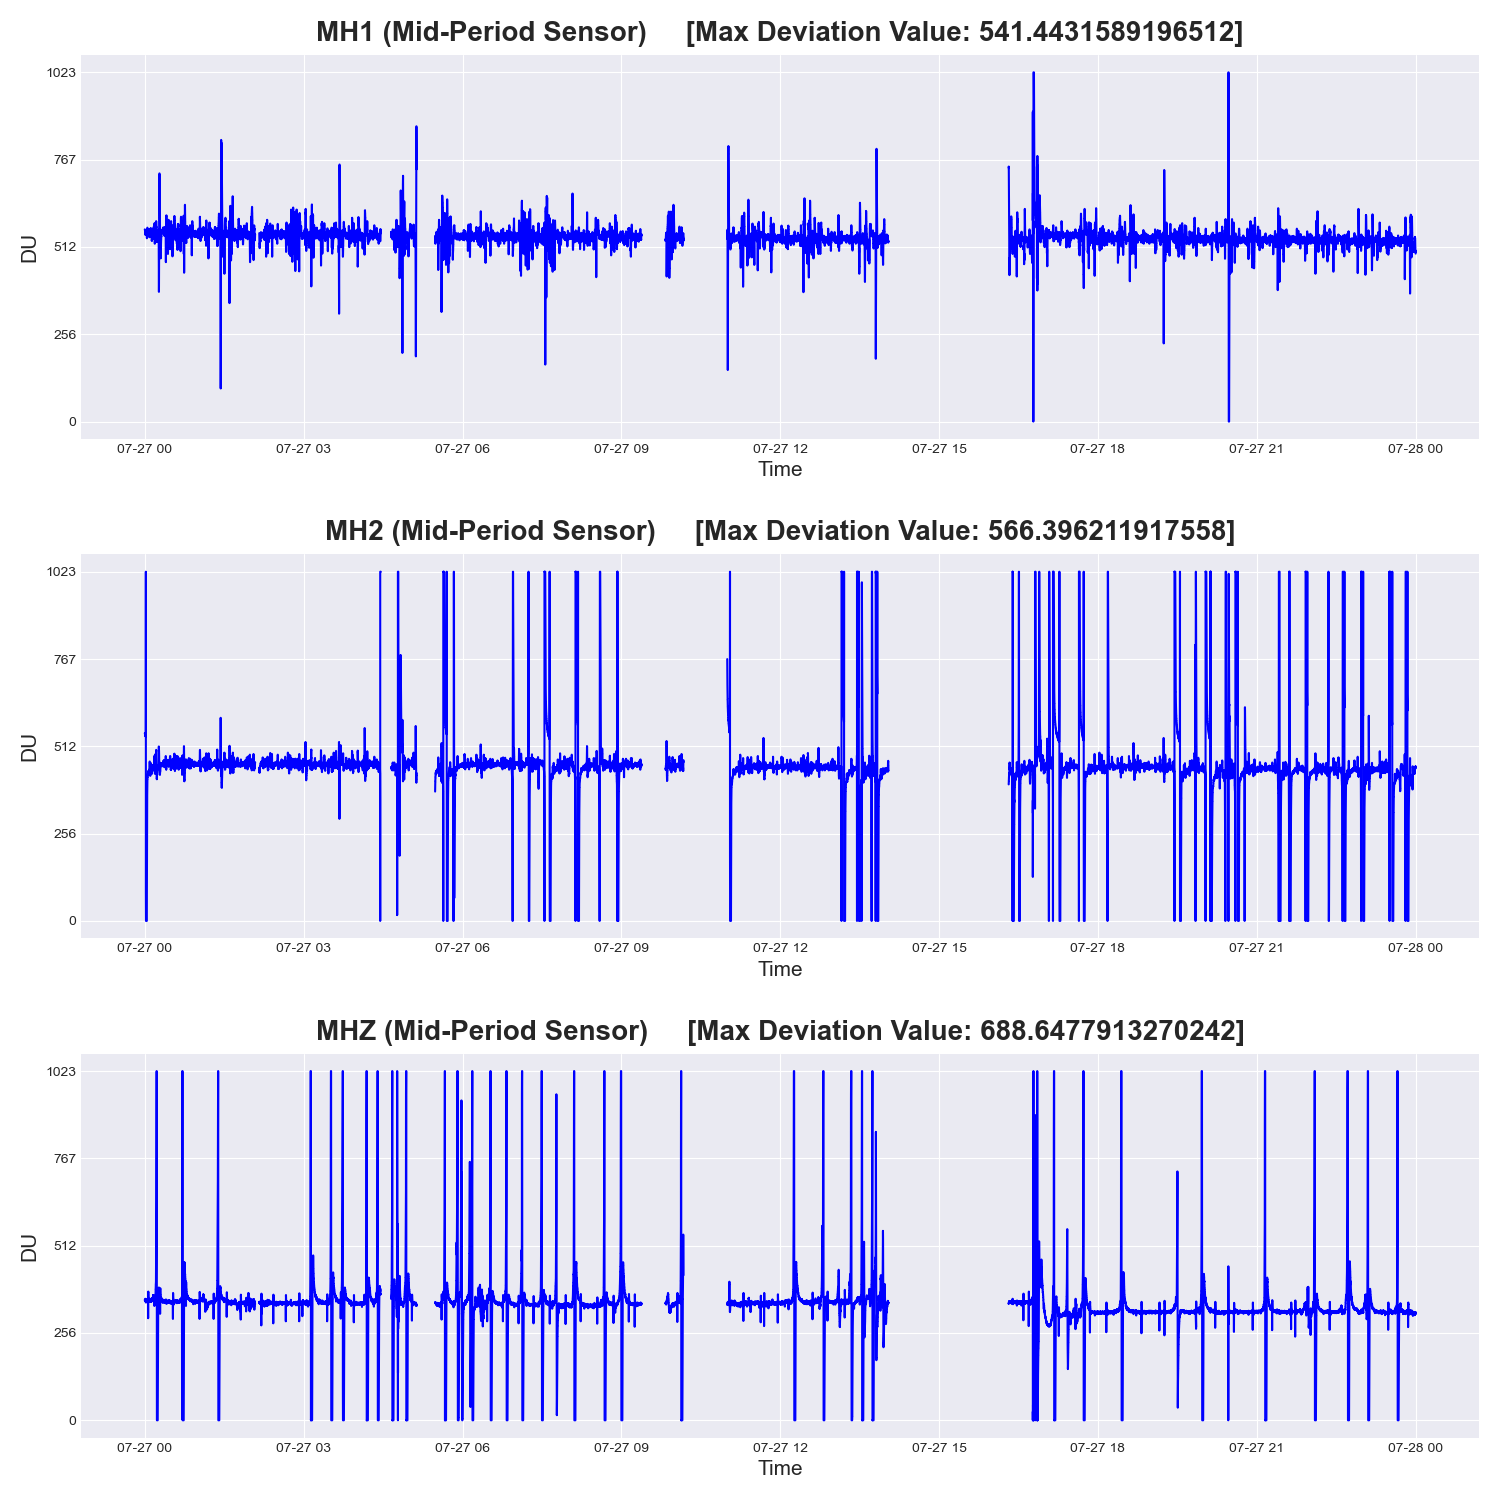 MH1 (Mid-Period Sensor) [Max Deviation Value: 541.4431589196512]
1023
767
512
256
0
DU
07-27 00 07-27 03 07-27 06 07-27 09 07-27 12 07-27 15 07-27 18 07-27 21 07-28 00
Time
MH2 (Mid-Period Sensor) [Max Deviation Value: 566.396211917558]
1023
767
512
256
0
DU
07-27 00 07-27 03 07-27 06 07-27 09 07-27 12 07-27 15 07-27 18 07-27 21 07-28 00
Time
MHZ (Mid-Period Sensor) [Max Deviation Value: 688.6477913270242]
1023
767
512
256
0
DU
07-27 00 07-27 03 07-27 06 07-27 09 07-27 12 07-27 15 07-27 18 07-27 21 07-28 00
Time